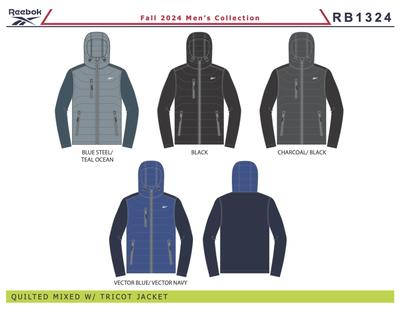 Reebok
Fall 2024 Men's Collection
RB1324
BLUE STEEL/
TEAL OCEAN
BLACK
CHARCOAL/ BLACK
VECTOR BLUE/ VECTOR NAVY
QUILTED MIXED W/ TRICOT JACKET